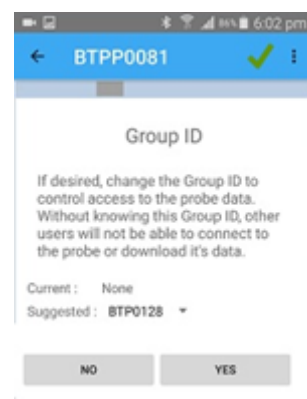 86% 6:02 pm
BTPP0081
Group ID
If desired, change the Group ID to
control access to the probe data.
Without knowing this Group ID, other
users will not be able to connect to
the probe or download it's data.
Current : None
Suggested : BTP0128
NO YES